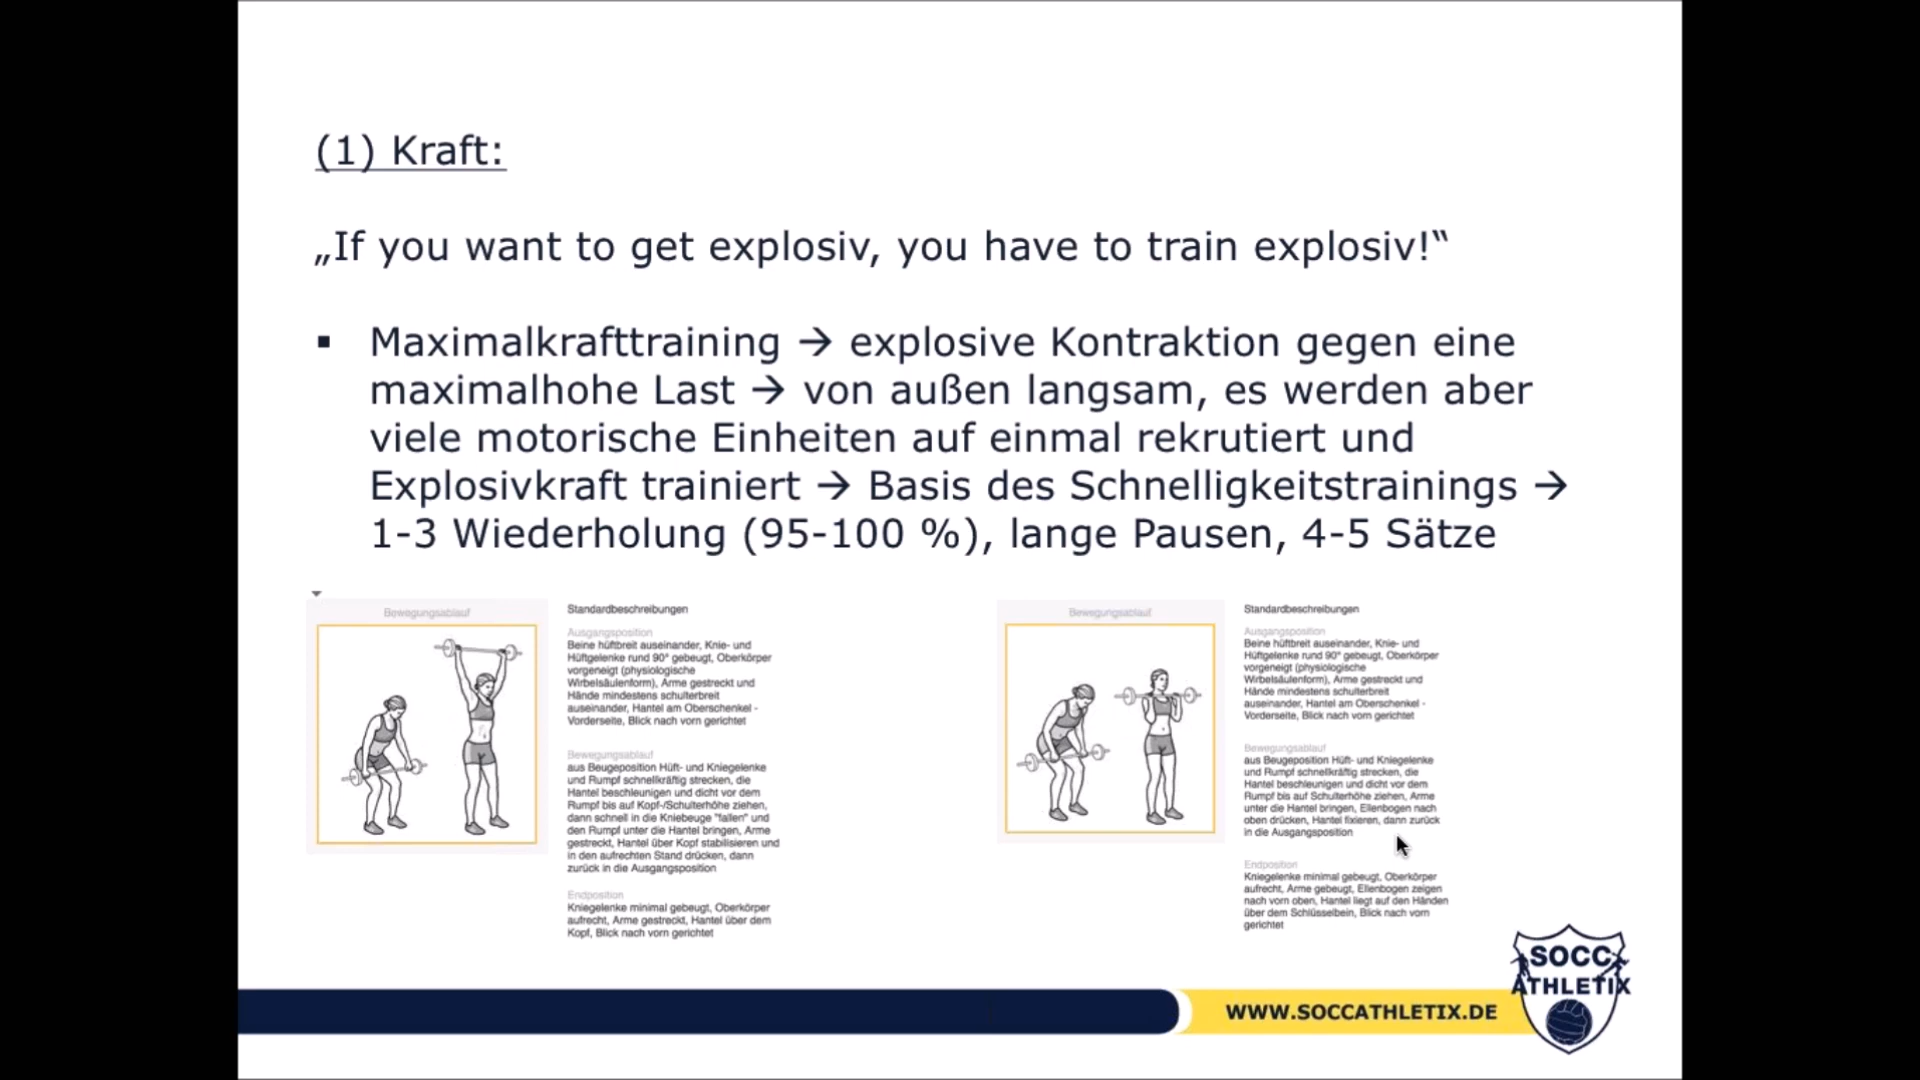 (1) Kraft:
„If you want to get explosiv, you have to train explosiv!“
▪ Maximalkrafttraining → explosive Kontraktion gegen eine
maximalhohe Last → von außen langsam, es werden aber
viele motorische Einheiten auf einmal rekrutiert und
Explosivkraft trainiert → Basis des Schnelligkeitstrainings →
1-3 Wiederholung (95-100 %), lange Pausen, 4-5 Sätze
Bewegungsablauf
Standardbeschreibungen
Ausgangsposition
Beine hüftbreit auseinander, Knie- und
Hüftgelenke rund 90° gebeugt, Oberkörper
vorgeneigt (physiologische
Wirbelsäulenform), Arme gestreckt und
Hände mindestens schulterbreit
auseinander, Hantel am Oberschenkel -
Vorderseite, Blick nach vorn gerichtet
Bewegungsablauf
aus Beugeposition Hüft- und Kniegelenke
und Rumpf schnellkräftig strecken, die
Hantel beschleunigen und dicht vor dem
Rumpf bis auf Kopf-/Schulterhöhe ziehen,
dann schnell in die Kniebeuge "fallen" und
den Rumpf unter die Hantel bringen, Arme
gestreckt, Hantel über Kopf stabilisieren und
in den aufrechten Stand drücken, dann
zurück in die Ausgangsposition
Endposition
Kniegelenke minimal gebeugt, Oberkörper
aufrecht, Arme gestreckt, Hantel über dem
Kopf, Blick nach vorn gerichtet
Bewegungsablauf
Standardbeschreibungen
Ausgangsposition
Beine hüftbreit auseinander, Knie- und
Hüftgelenke rund 90° gebeugt, Oberkörper
vorgeneigt (physiologische
Wirbelsäulenform), Arme gestreckt und
Hände mindestens schulterbreit
auseinander, Hantel am Oberschenkel -
Vorderseite, Blick nach vorn gerichtet
Bewegungsablauf
aus Beugeposition Hüft- und Kniegelenke
und Rumpf schnellkräftig strecken, die
Hantel beschleunigen und dicht vor dem
Rumpf bis auf Schulterhöhe ziehen, Arme
unter die Hantel bringen, Ellenbogen nach
oben drücken, Hantel fixieren, dann zurück
in die Ausgangsposition
Endposition
Kniegelenke minimal gebeugt, Oberkörper
aufrecht, Arme gebeugt, Ellenbogen zeigen
nach vorn oben, Hantel liegt auf den Händen
über dem Schlüsselbein, Blick nach vorn
gerichtet
WWW.SOCCATHLETIX.DE
SOCC
ATHLETIX